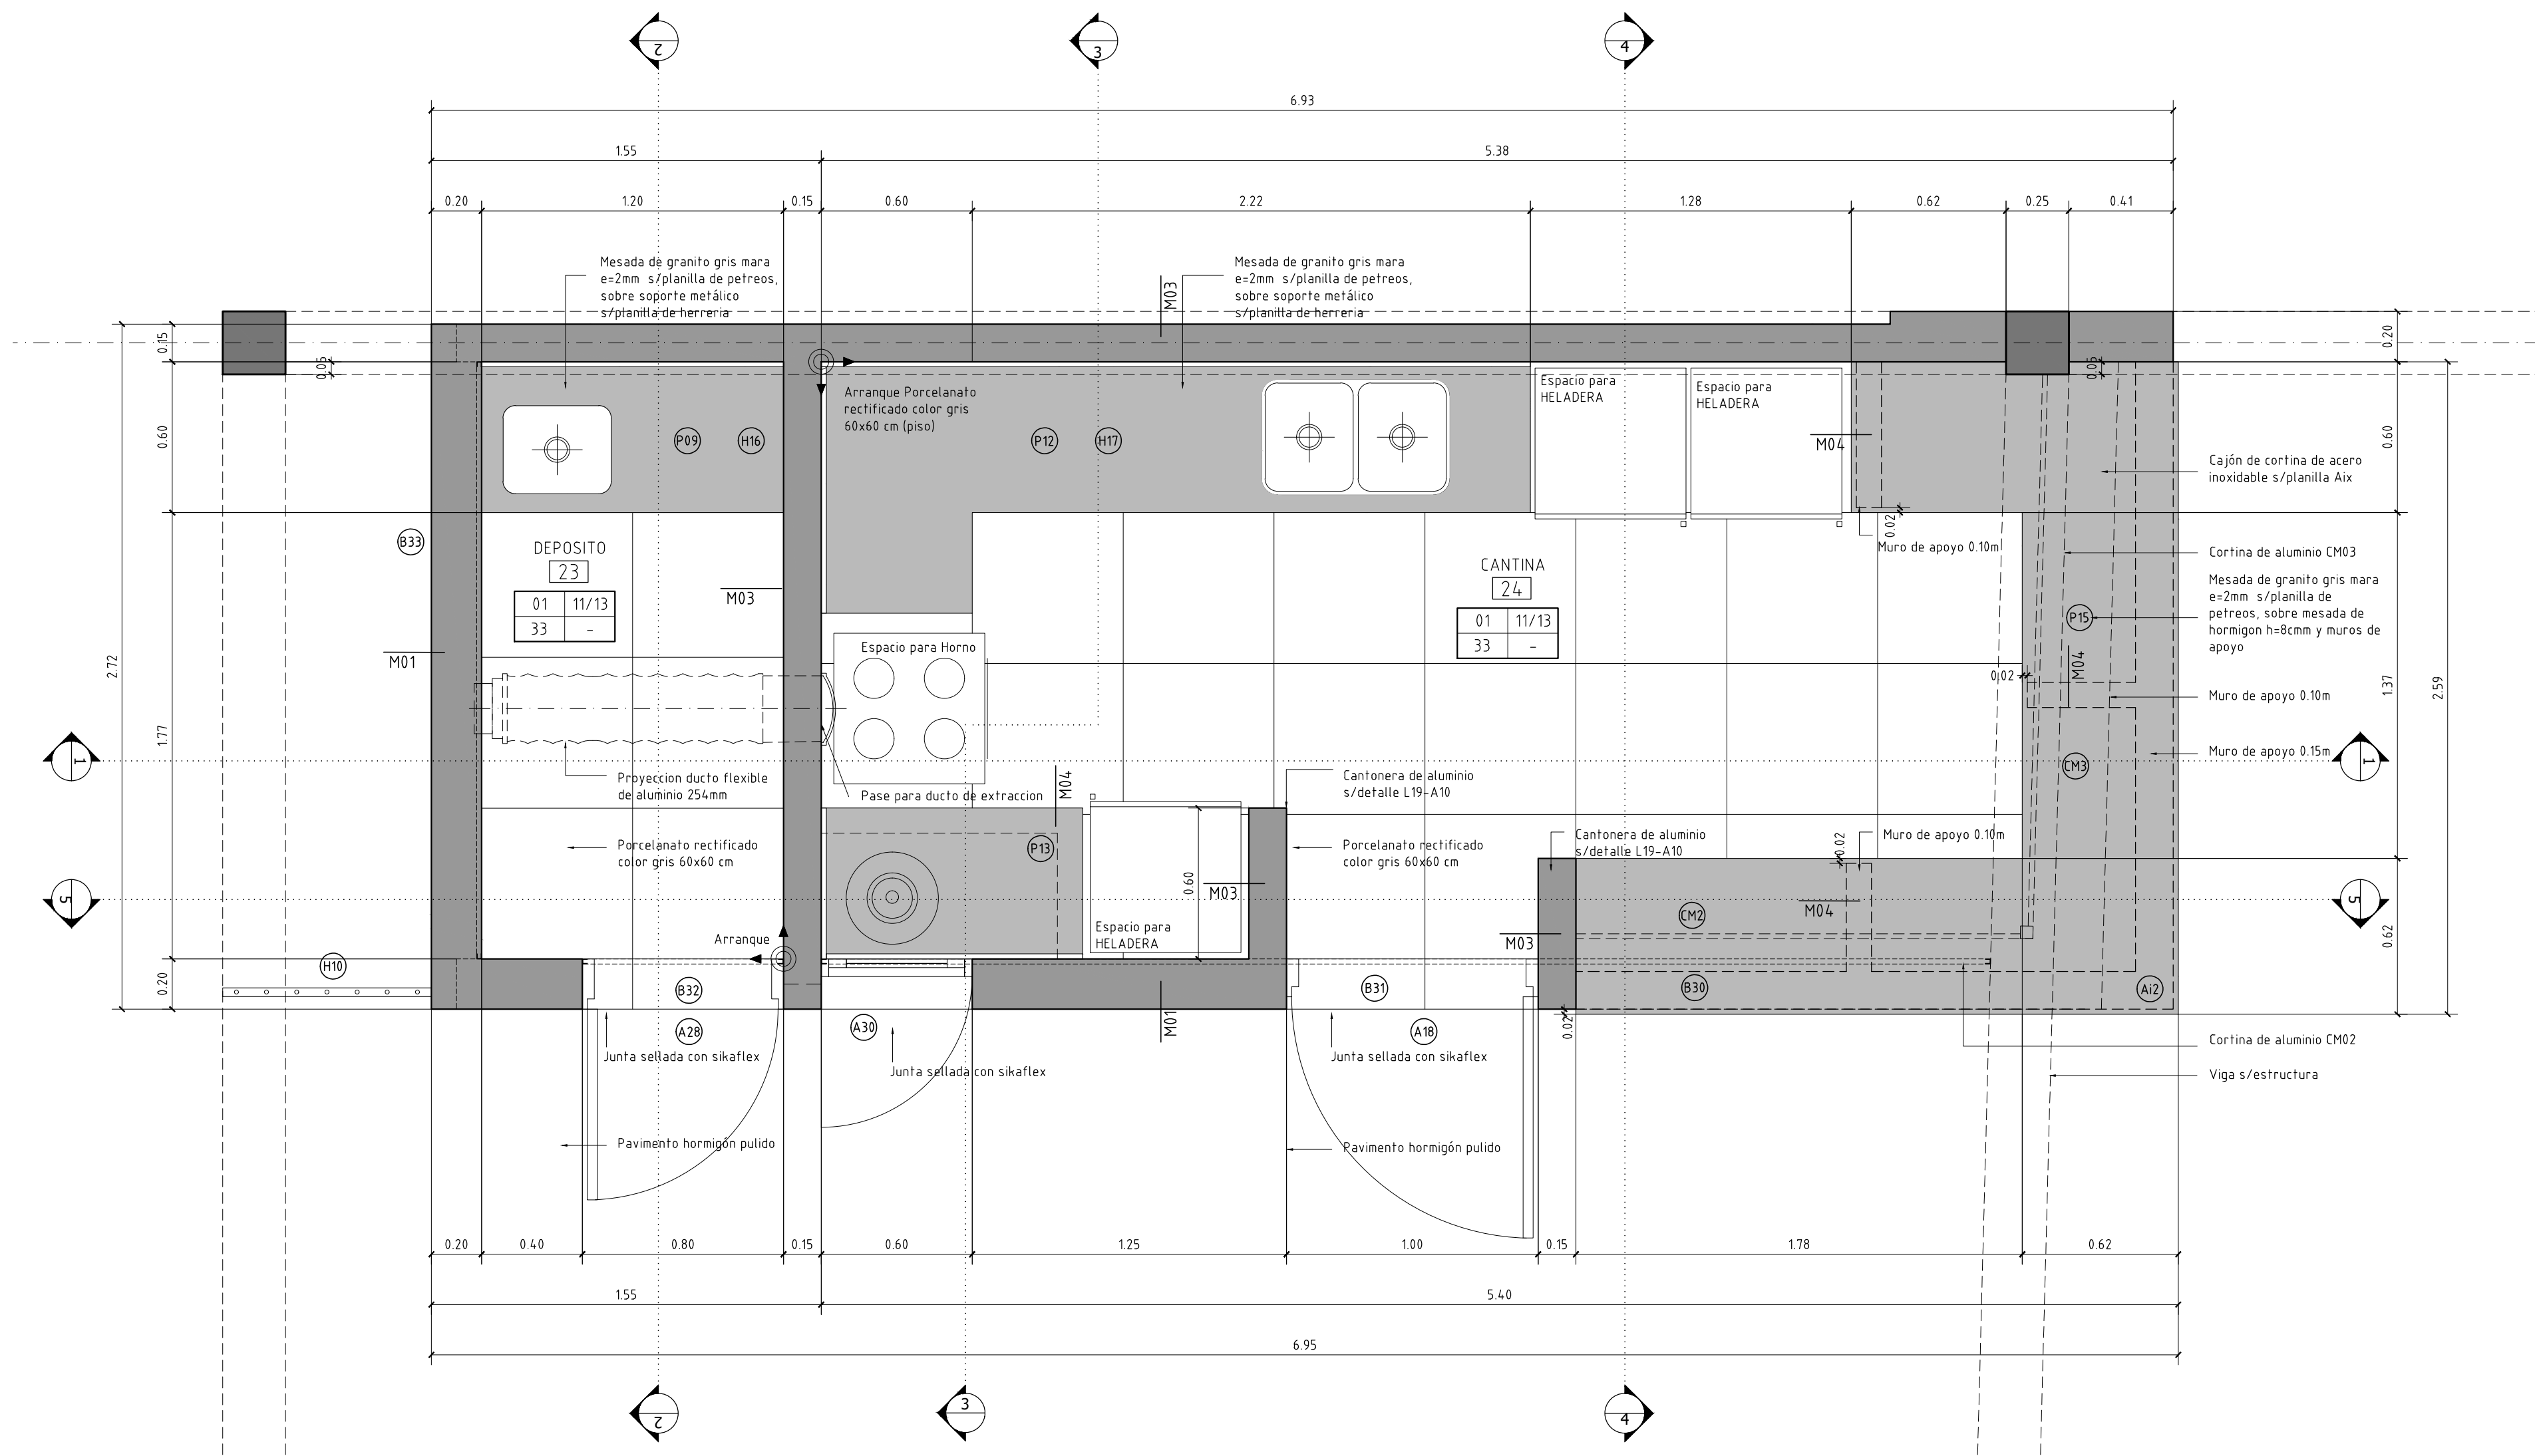 2
3
4
6.93
1.55
5.38
0.20
1.20
0.15
0.60
2.22
1.28
0.62
0.25
0.41
Mesada de granito gris mara
e=2mm s/planilla de petreos,
sobre soporte metálico
s/planilla de herreria
M03
Mesada de granito gris mara
e=2mm s/planilla de petreos,
sobre soporte metálico
s/planilla de herreria
0.15
0.05
0.20
0.05
Arranque Porcelanato
rectificado color gris
60x60 cm (piso)
Espacio para
HELADERA
Espacio para
HELADERA
0.60
P09
H16
P12
H17
M04
0.60
Cajón de cortina de acero
inoxidable s/planilla Aix
B33
DEPOSITO
23
01
11/13
33
-
M03
CANTINA
24
01
11/13
33
-
0.02
Muro de apoyo 0.10m
Cortina de aluminio CM03
P15
Mesada de granito gris mara
e=2mm s/planilla de
petreos, sobre mesada de
hormigon h=8cmm y muros de
apoyo
2.72
M01
Espacio para Horno
0.02
M04
1.37
2.59
Muro de apoyo 0.10m
1.77
1
Proyeccion ducto flexible
de aluminio 254mm
Pase para ducto de extraccion
M04
Cantonera de aluminio
s/detalle L19-A10
CM3
Muro de apoyo 0.15m
1
Porcelanato rectificado
color gris 60x60 cm
P13
Porcelanato rectificado
color gris 60x60 cm
Cantonera de aluminio
s/detalle L19-A10
0.02
Muro de apoyo 0.10m
5
0.60
M03
CM2
M04
5
Arranque
Espacio para
HELADERA
M03
0.62
H10
0.20
B32
B31
B30
Ai2
A28
A30
M01
A18
0.02
Junta sellada con sikaflex
Junta sellada con sikaflex
Junta sellada con sikaflex
Cortina de aluminio CM02
Viga s/estructura
Pavimento hormigón pulido
Pavimento hormigón pulido
0.20
0.40
0.80
0.15
0.60
1.25
1.00
0.15
1.78
0.62
1.55
5.40
6.95
2
3
4